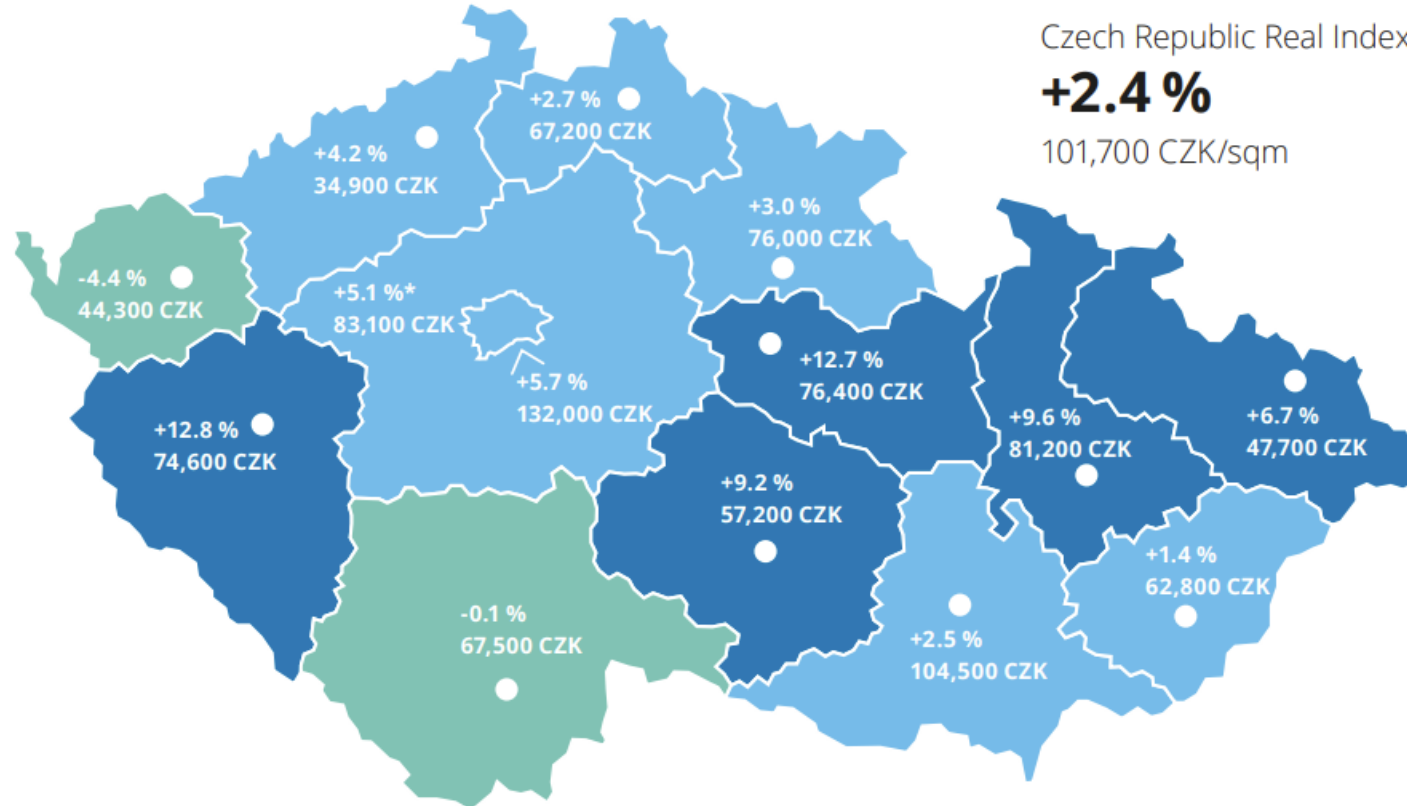 Czech Republic Real Index
+2.4 %
101,700 CZK/sqm
+2.7 %
67,200 CZK
+4.2 %
34,900 CZK
+3.0 %
76,000 CZK
-4.4 %
44,300 CZK
+5.1 %*
83,100 CZK
+5.7 %
132,000 CZK
+12.7 %
76,400 CZK
+12.8 %
74,600 CZK
+9.6 %
81,200 CZK
+6.7 %
47,700 CZK
+9.2 %
57,200 CZK
+1.4 %
62,800 CZK
-0.1 %
67,500 CZK
+2.5 %
104,500 CZK